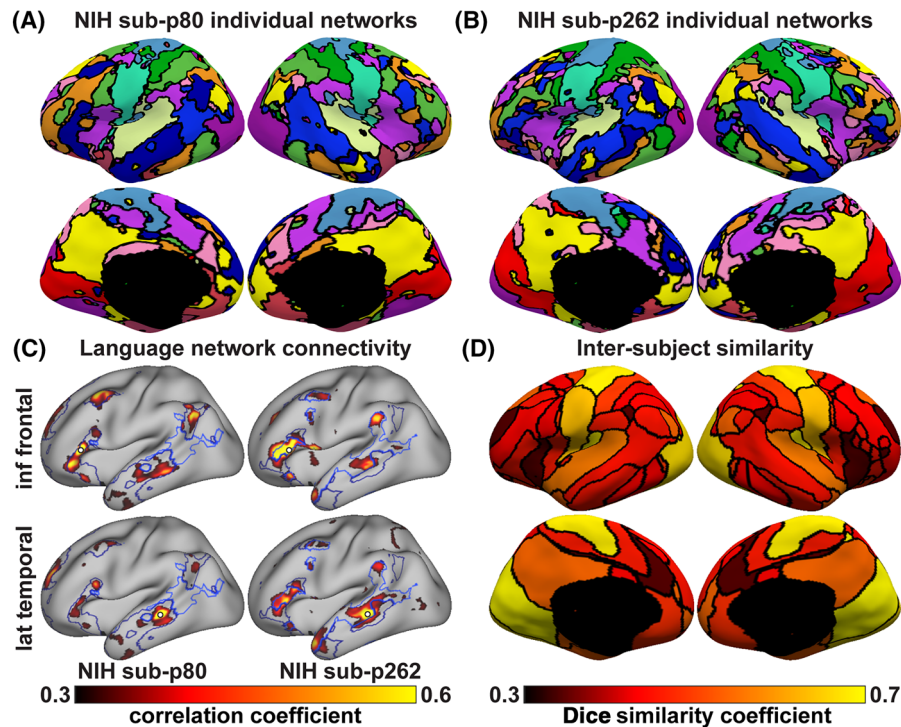 (A) NIH sub-p80 individual networks
(B) NIH sub-p262 individual networks
(C) Language network connectivity
inf frontal
lat temporal
NIH sub-p80 NIH sub-p262
0.3 0.6
correlation coefficient
(D) Inter-subject similarity
0.3 0.7
Dice similarity coefficient